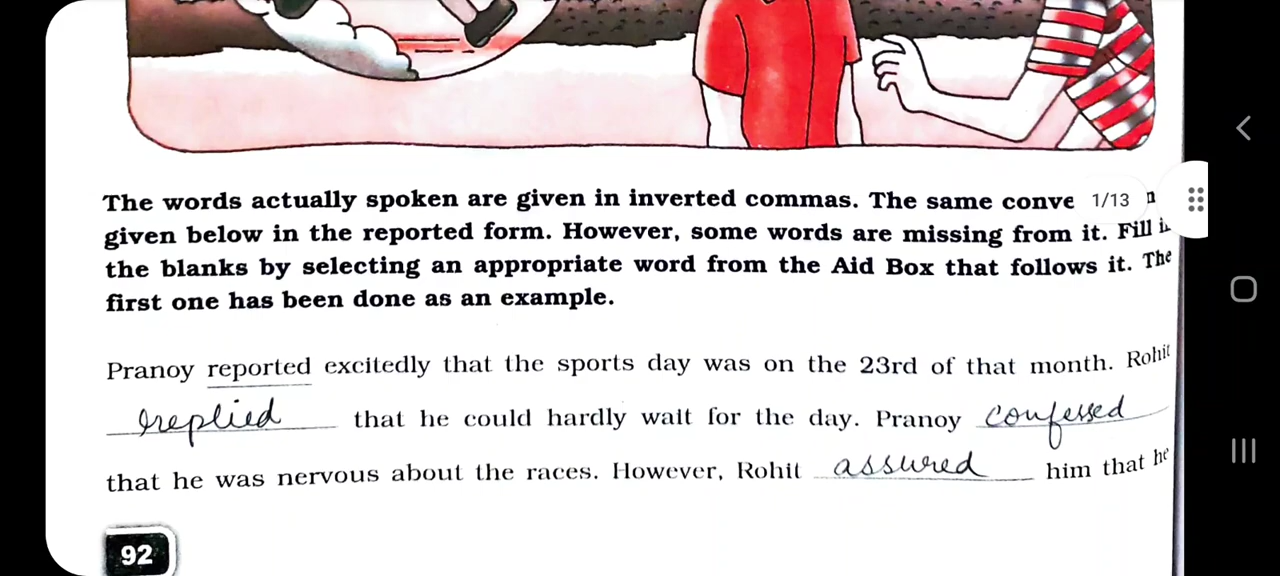 The words actually spoken are given in inverted commas. The same conve
1/13
given below in the reported form. However, some words are missing from it. Fill
the blanks by selecting an appropriate word from the Aid Box that follows it. The
first one has been done as an example.
Pranoy reported excitedly that the sports day was on the 23rd of that month. Rohit
replied that he could hardly wait for the day. Pranoy confessed
that he was nervous about the races. However, Rohit assured him that he
92